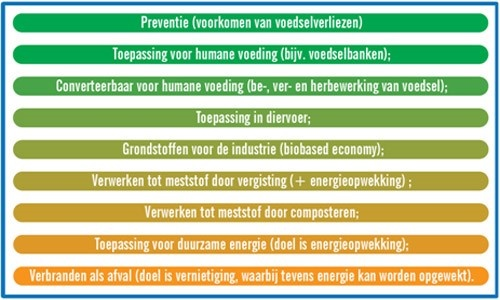 Preventie (voorkomen van voedselverliezen)
Toepassing voor humane voeding (bijv. voedselbanken);
Converteerbaar voor humane voeding (be-, ver- en herbewerking van voedsel);
Toepassing in diervoer;
Grondstoffen voor de industrie (biobased economy);
Verwerken tot meststof door vergisting (+ energieopwekking) ;
Verwerken tot meststof door composteren;
Toepassing voor duurzame energie (doel is energieopwekking);
Verbranden als afval (doel is vernietiging, waarbij tevens energie kan worden opgewekt).